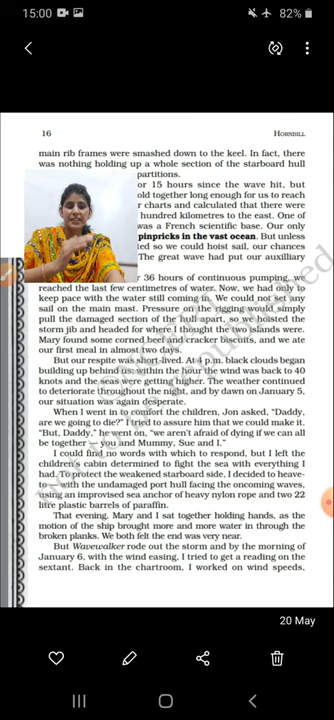 15:00
82%
16
HORNBILL
main rib frames were smashed down to the keel. In fact, there
was nothing holding up a whole section of the starboard hull
partitions.
or 15 hours since the wave hit, but
old together long enough for us to reach
r charts and calculated that there were
hundred kilometres to the east. One of
was a French scientific base. Our only
pinpricks in the vast ocean. But unless
ted so we could hoist sail, our chances
The great wave had put our auxilliary
36 hours of continuous pumping, we
reached the last few centimetres of water. Now, we had only to
keep pace with the water still coming in. We could not set any
sail on the main mast. Pressure on the rigging would simply
pull the damaged section of the hull apart, so we hoisted the
storm jib and headed for where I thought the two islands were.
Mary found some corned beef and cracker biscuits, and we ate
our first meal in almost two days.
But our respite was short-lived. At 4 p.m. black clouds began
building up behind us; within the hour the wind was back to 40
knots and the seas were getting higher. The weather continued
to deteriorate throughout the night, and by dawn on January 5,
our situation was again desperate.
When I went in to comfort the children, Jon asked, "Daddy,
are we going to die?" I tried to assure him that we could make it.
"But, Daddy," he went on, "we aren't afraid of dying if we can all
be together — you and Mummy, Sue and I."
I could find no words with which to respond, but I left the
children's cabin determined to fight the sea with everything I
had. To protect the weakened starboard side, I decided to heave-
to — with the undamaged port hull facing the oncoming waves,
using an improvised sea anchor of heavy nylon rope and two 22
litre plastic barrels of paraffin.
That evening, Mary and I sat together holding hands, as the
motion of the ship brought more and more water in through the
broken planks. We both felt the end was very near.
But Wavewalker rode out the storm and by the morning of
January 6, with the wind easing, I tried to get a reading on the
sextant. Back in the chartroom, I worked on wind speeds,
20 May